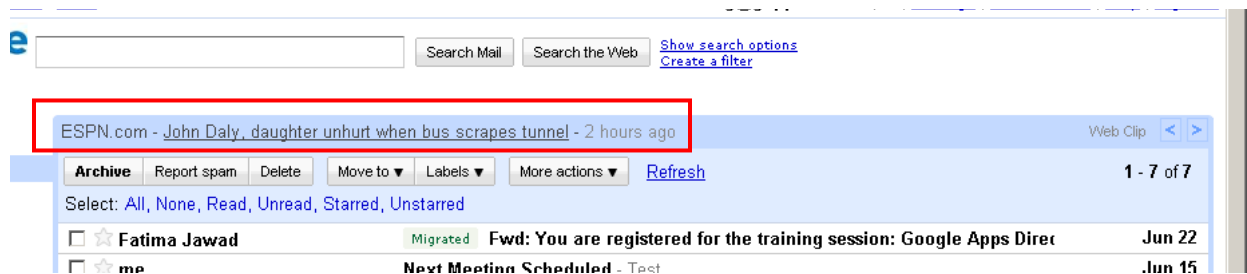 e
Search Mail Search the Web Show search options
Create a filter
ESPN.com - John Daly, daughter unhurt when bus scrapes tunnel - 2 hours ago Web Clip < >
Archive Report spam Delete Move to ▼ Labels ▼ More actions ▼ Refresh 1 - 7 of 7
Select: All, None, Read, Unread, Starred, Unstarred
Fatima Jawad Migrated Fwd: You are registered for the training session: Google Apps Direc Jun 22
me Next Meeting Scheduled - Test Jun 15